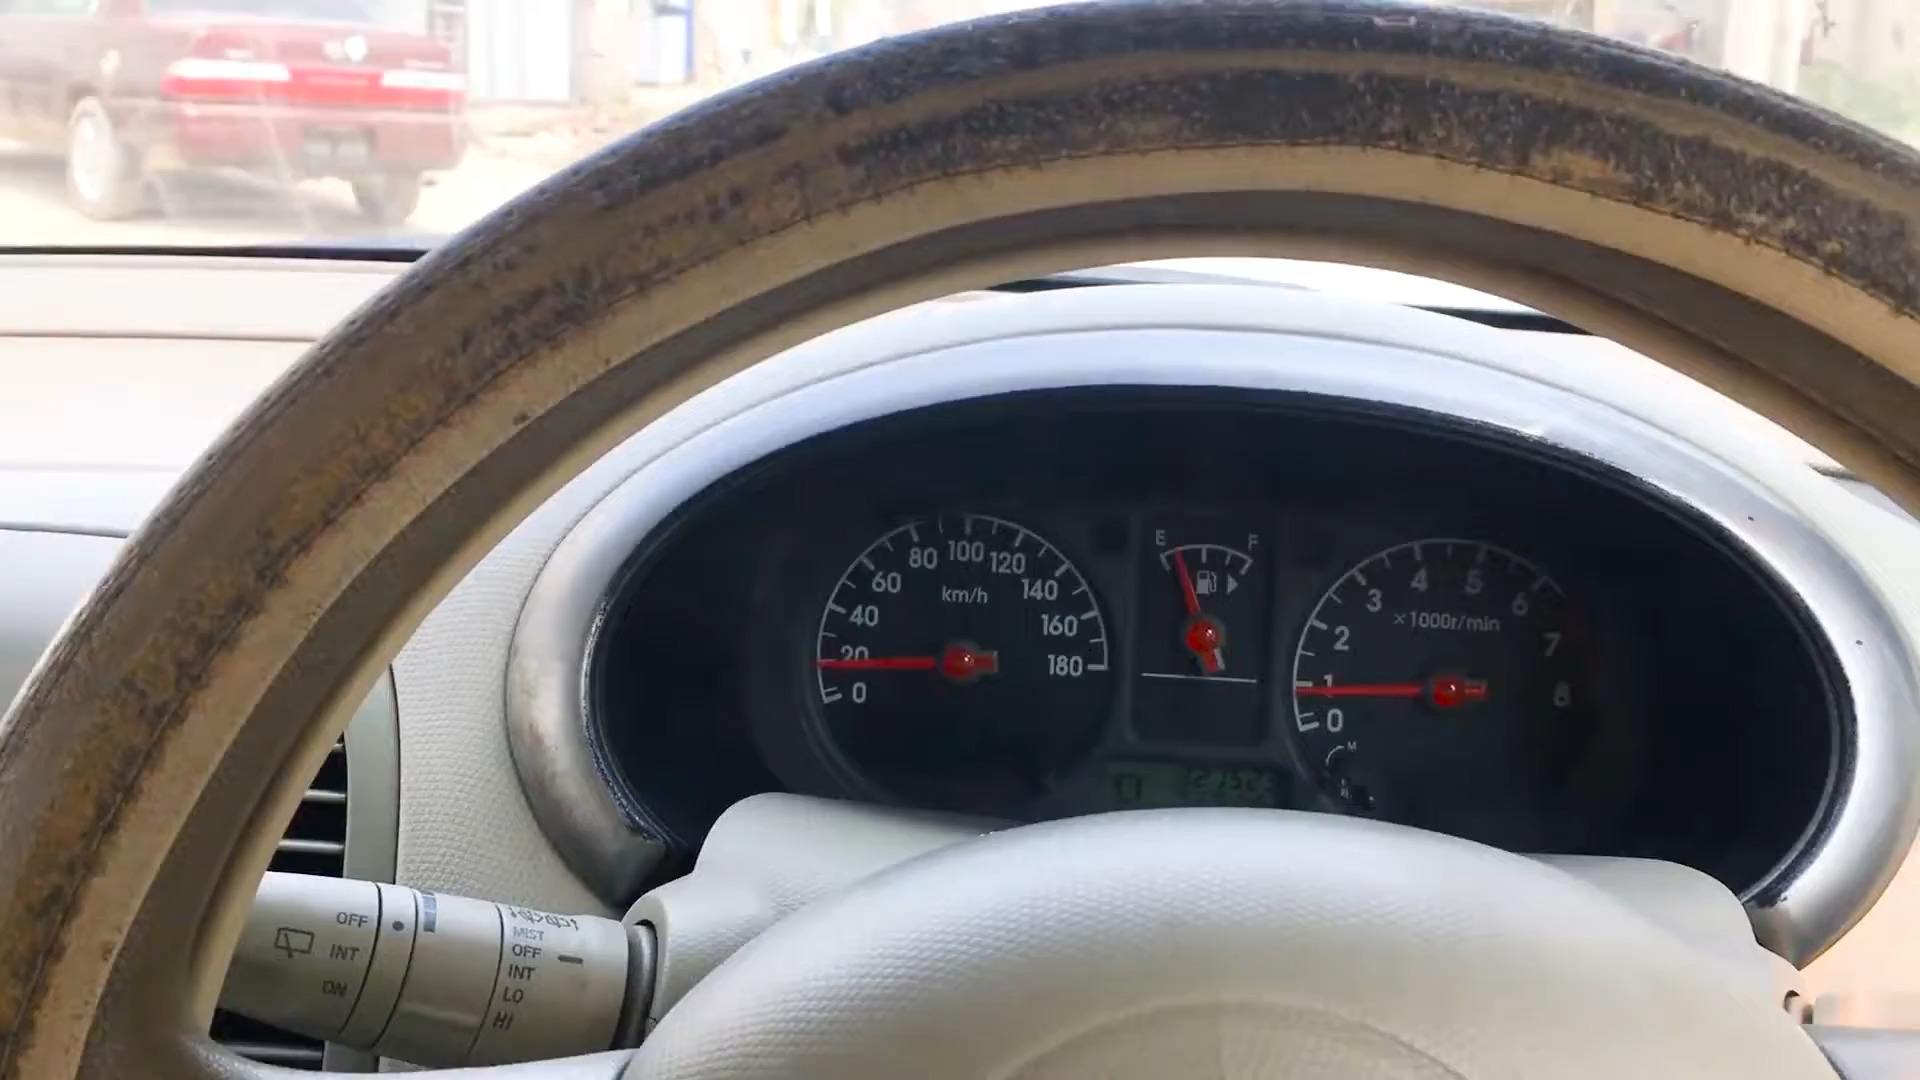 80 100 120
60 140
km/h
40 160
20 180
0
E F
4 5
3 6
×1000r/min
2 7
1 8
0
M
OFF
INT
ON
MIST
OFF
INT
LO
HI